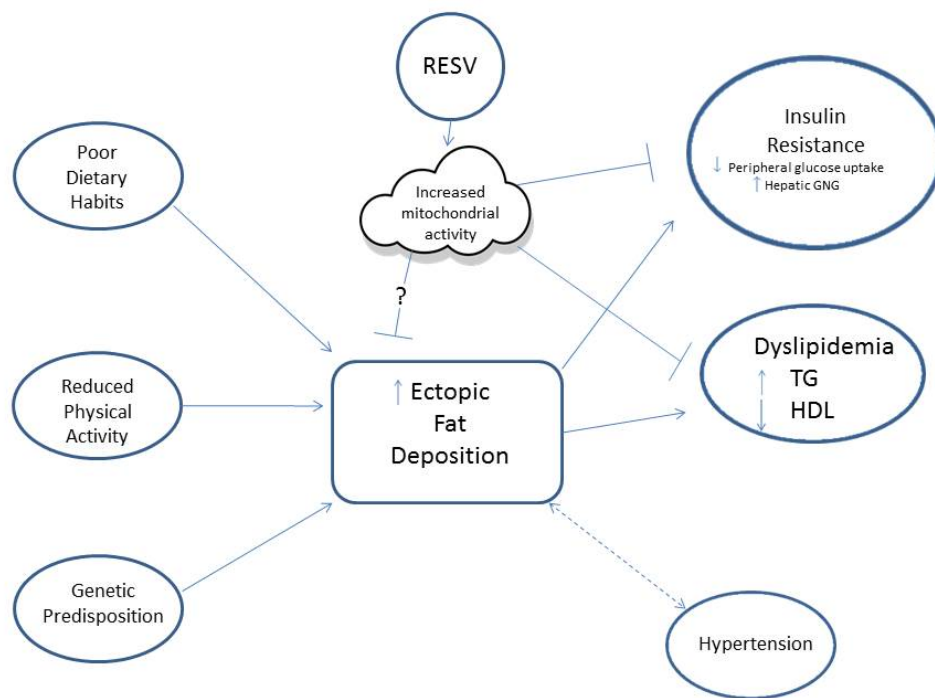 RESV
Insulin
Resistance
↓ Peripheral glucose uptake
↑ Hepatic GNG
Poor
Dietary
Habits
Increased
mitochondrial
activity
?
Dyslipidemia
↑ TG
↓ HDL
Reduced
Physical
Activity
↑ Ectopic
Fat
Deposition
Genetic
Predisposition
Hypertension